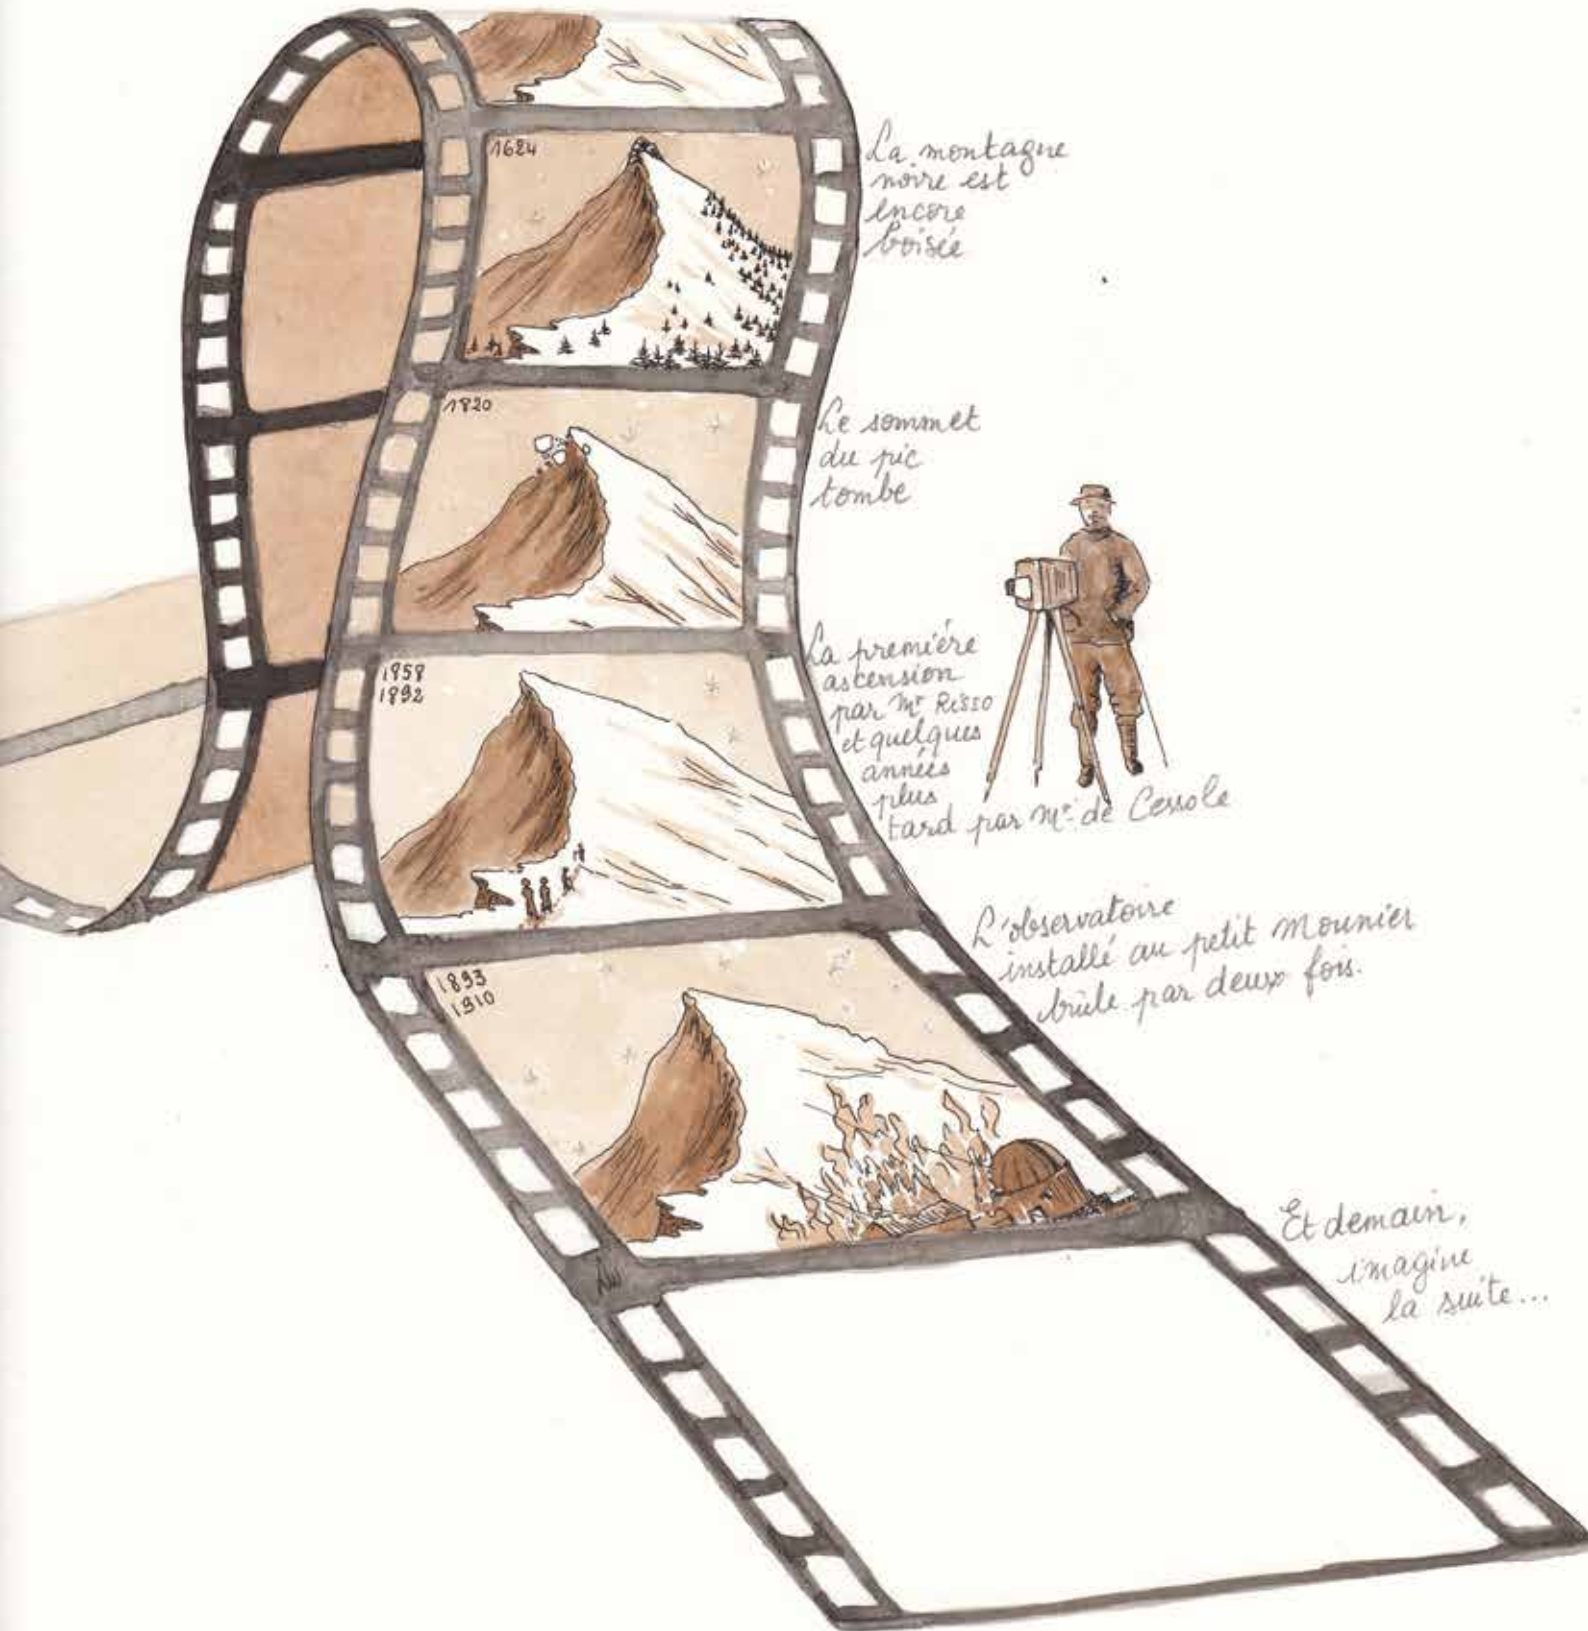 1624
La montagne
noire est
encore
boisée
1820
Le sommet
du pic
tombe
1858
1892
La première
ascension
par Mr Risso
et quelques
années
plus
tard par Mr de Cessole
1893
1910
L'observatoire
installé au petit Mounier
brûle par deux fois.
Et demain,
imagine
la suite...